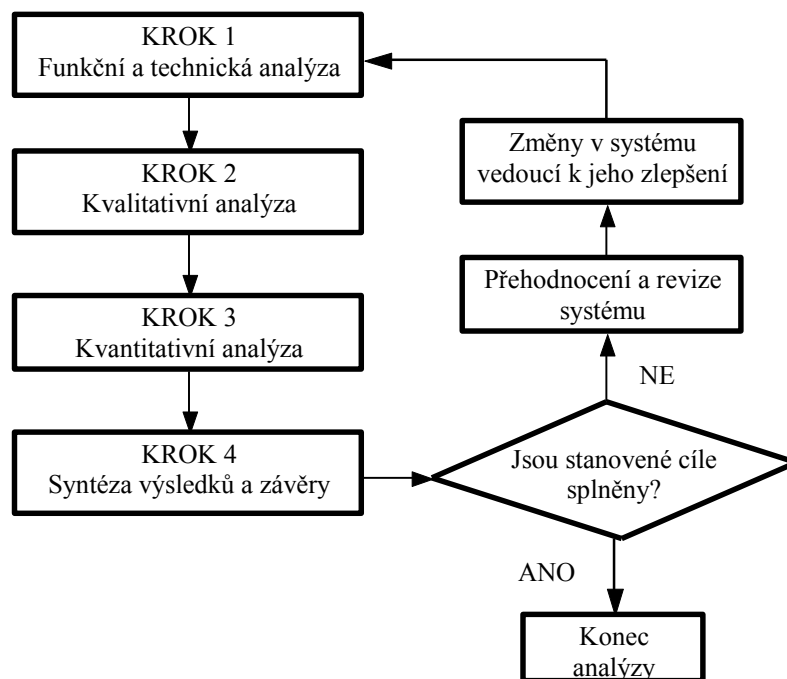 KROK 1
Funkční a technická analýza
KROK 2
Kvalitativní analýza
KROK 3
Kvantitativní analýza
KROK 4
Syntéza výsledků a závěry
Jsou stanovené cíle
splněny?
NE
Přehodnocení a revize
systému
Změny v systému
vedoucí k jeho zlepšení
ANO
Konec
analýzy